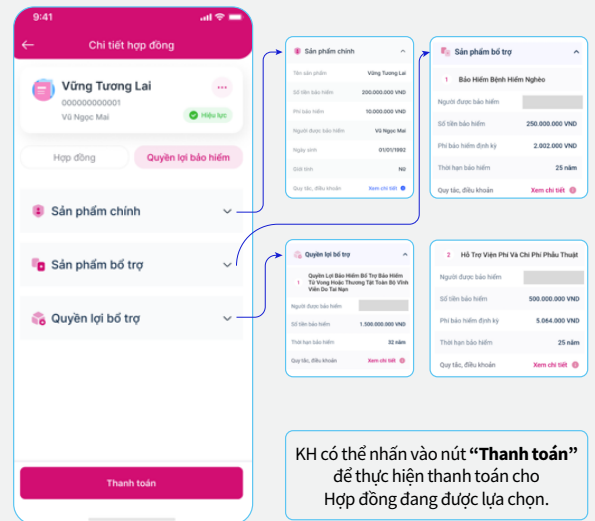 9:41
Chi tiết hợp đồng
Vững Tương Lai
000000000001
Vũ Ngọc Mai
Hiệu lực
Hợp đồng
Quyền lợi bảo hiểm
Sản phẩm chính
Sản phẩm bổ trợ
Quyền lợi bổ trợ
Thanh toán
Sản phẩm chính
Tên sản phẩm Vững Tương Lai
Số tiền bảo hiểm 200.000.000 VND
Phí bảo hiểm 10.000.000 VND
Người được bảo hiểm Vũ Ngọc Mai
Ngày sinh 01/01/1992
Giới tính Nữ
Quy tắc, điều khoản Xem chi tiết
Sản phẩm bổ trợ
1 Bảo Hiểm Bệnh Hiểm Nghèo
Người được bảo hiểm
Số tiền bảo hiểm 250.000.000 VND
Phí bảo hiểm định kỳ 2.002.000 VND
Thời hạn bảo hiểm 25 năm
Quy tắc, điều khoản Xem chi tiết
Quyền lợi bổ trợ
1 Quyền Lợi Bảo Hiểm Bổ Trợ Bảo Hiểm
Tử Vong Hoặc Thương Tật Toàn Bộ Vĩnh
Viễn Do Tai Nạn
Người được bảo hiểm
Số tiền bảo hiểm 1.500.000.000 VND
Thời hạn bảo hiểm 32 năm
Quy tắc, điều khoản Xem chi tiết
2 Hỗ Trợ Viện Phí Và Chi Phí Phẫu Thuật
Người được bảo hiểm
Số tiền bảo hiểm 500.000.000 VND
Phí bảo hiểm định kỳ 5.064.000 VND
Thời hạn bảo hiểm 25 năm
Quy tắc, điều khoản Xem chi tiết
KH có thể nhấn vào nút “Thanh toán”
để thực hiện thanh toán cho
Hợp đồng đang được lựa chọn.